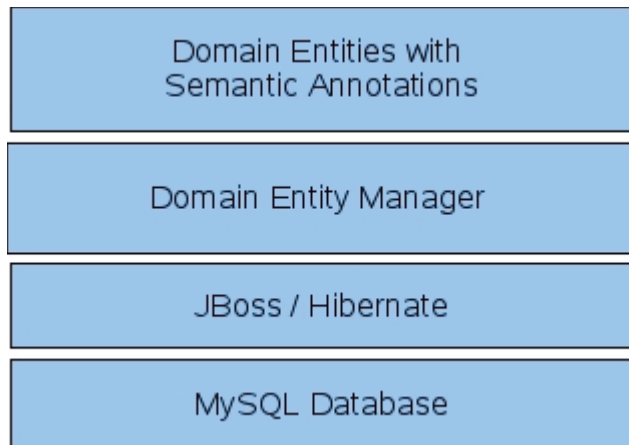 Domain Entities with
Semantic Annotations
Domain Entity Manager
JBoss / Hibernate
MySQL Database